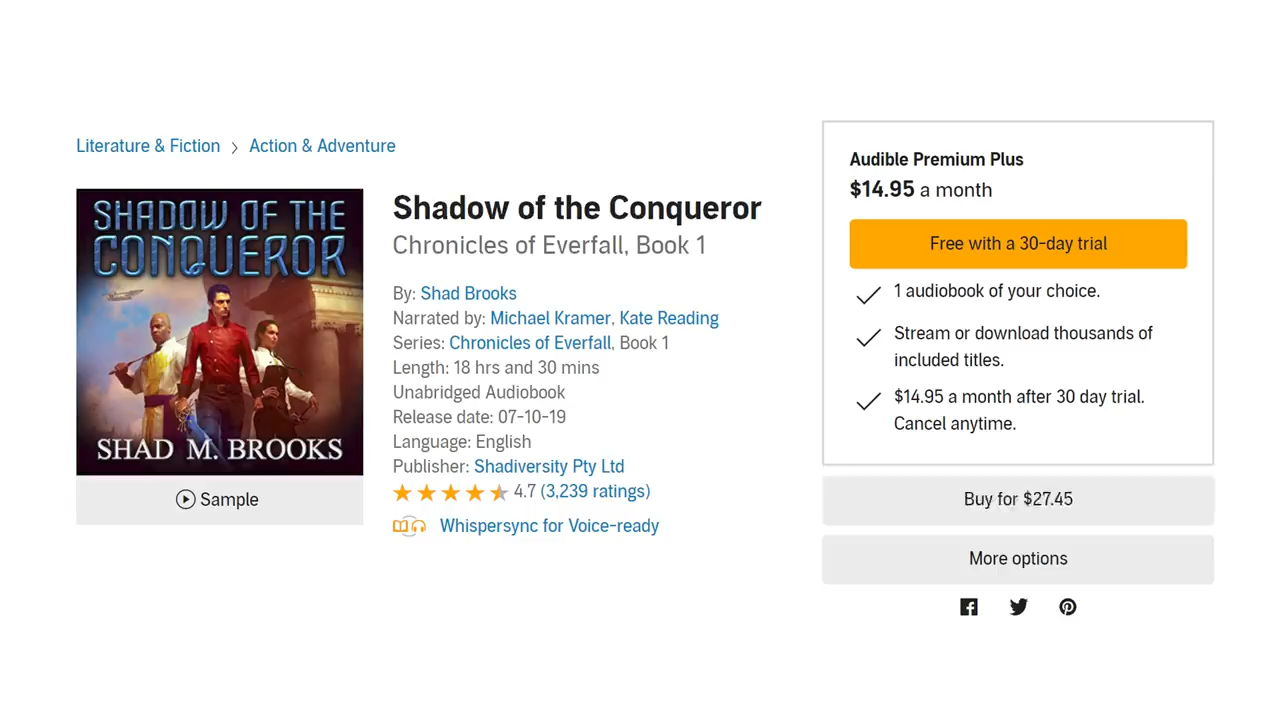 Literature & Fiction > Action & Adventure
SHADOW OF THE
CONQUEROR
SHAD M. BROOKS
Sample
Shadow of the Conqueror
Chronicles of Everfall, Book 1
By: Shad Brooks
Narrated by: Michael Kramer, Kate Reading
Series: Chronicles of Everfall, Book 1
Length: 18 hrs and 30 mins
Unabridged Audiobook
Release date: 07-10-19
Language: English
Publisher: Shadiversity Pty Ltd
4.7 (3,239 ratings)
Whispersync for Voice-ready
Audible Premium Plus
$14.95 a month
Free with a 30-day trial
1 audiobook of your choice.
Stream or download thousands of
included titles.
$14.95 a month after 30 day trial.
Cancel anytime.
Buy for $27.45
More options